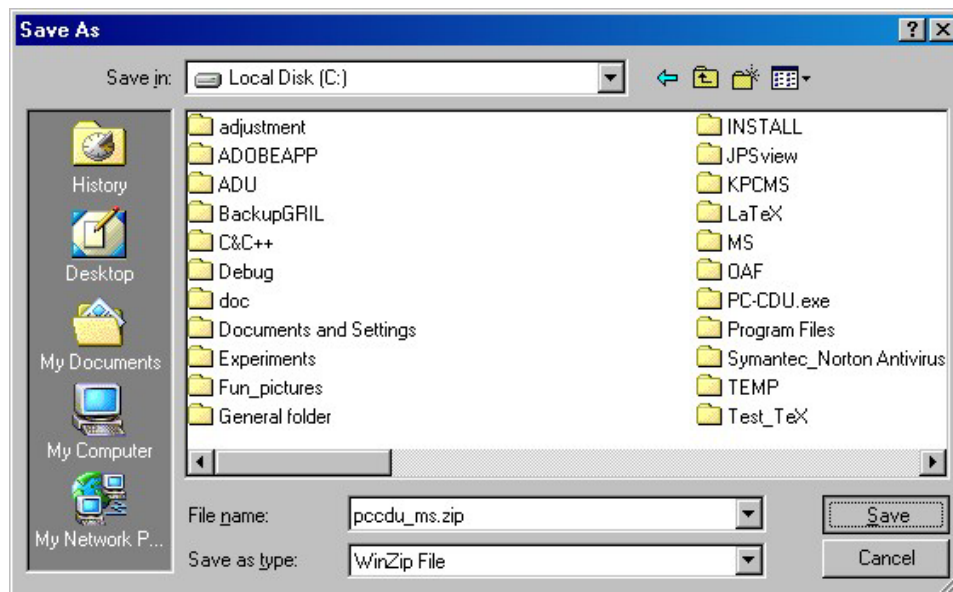 Save As
Save in: Local Disk (C:)
History
Desktop
My Documents
My Computer
My Network P...
adjustment
ADOBEAPP
ADU
BackupGRIL
C&C++
Debug
doc
Documents and Settings
Experiments
Fun_pictures
General folder
INSTALL
JPSview
KPCMS
LaTeX
MS
OAF
PC-CDU.exe
Program Files
Symantec_Norton Antivirus
TEMP
Test_TeX
File name: pccdu_ms.zip
Save
Save as type: WinZip File
Cancel